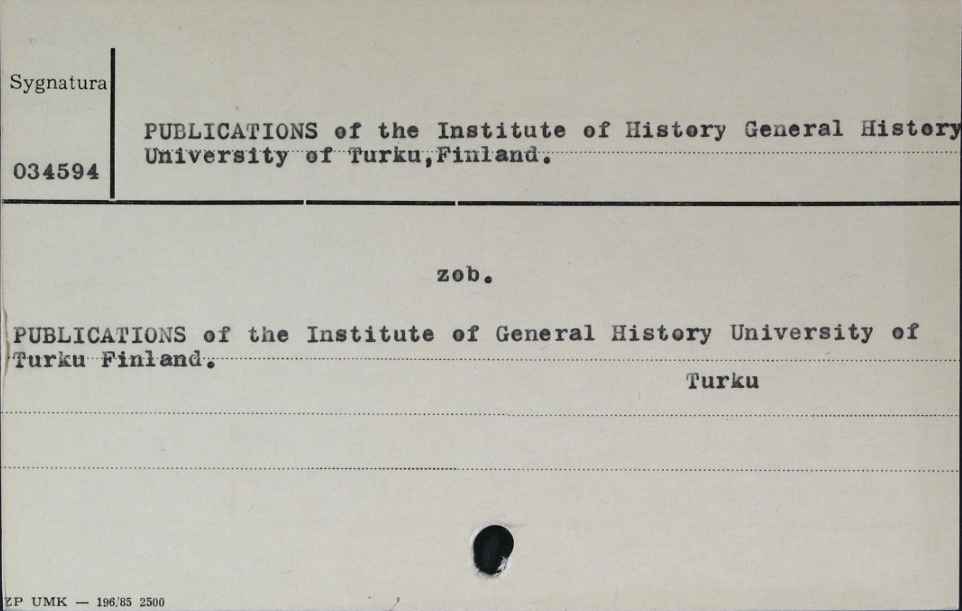 Sygnatura
PUBLICATIONS of the Institute of History General History
University of Turku,Finland.
034594
zob.
PUBLICATIONS of the Institute of General History University of
Turku Finland.
Turku
ZP UMK — 196/85 2500